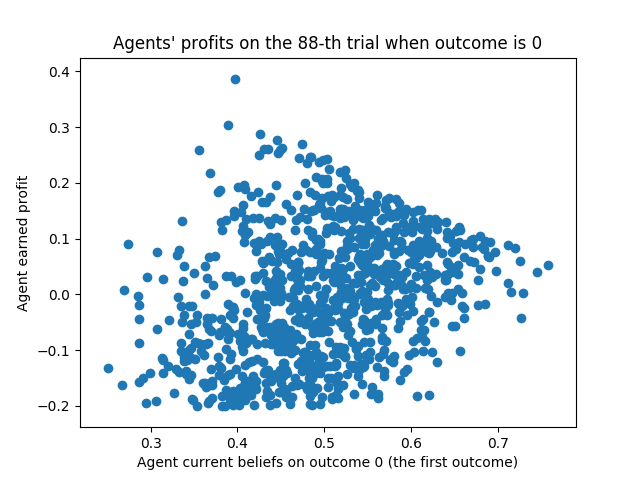 Agents' profits on the 88-th trial when outcome is 0
0.4
0.3
0.2
0.1
0.0
−0.1
−0.2
Agent earned profit
0.3 0.4 0.5 0.6 0.7
Agent current beliefs on outcome 0 (the first outcome)